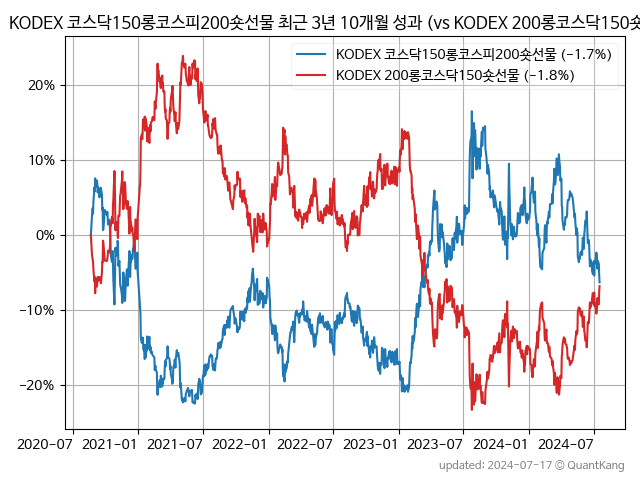 KODEX 코스닥150롱코스피200숏선물 최근 3년 10개월 성과 (vs KODEX 200롱코스닥150숏
KODEX 코스닥150롱코스피200숏선물 (−1.7%)
KODEX 200롱코스닥150숏선물 (−1.8%)
20%
10%
0%
−10%
−20%
2020-07 2021-01 2021-07 2022-01 2022-07 2023-01 2023-07 2024-01 2024-07
updated: 2024-07-17 © QuantKang